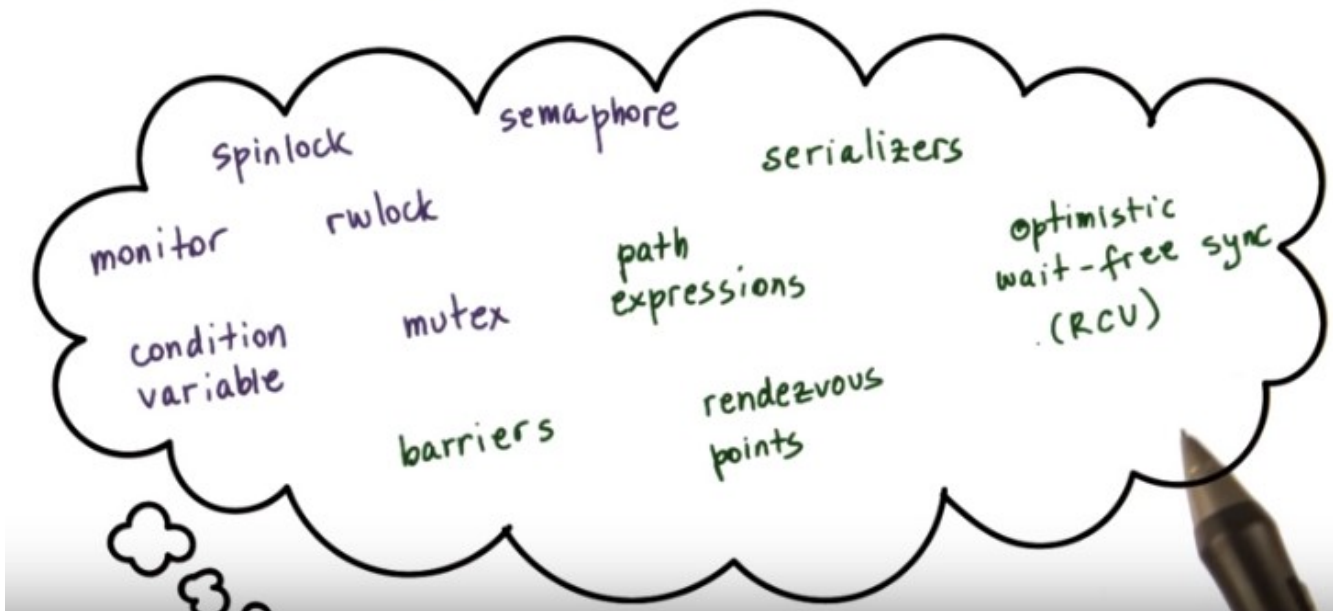 semaphore
spinlock
serializers
rwlock
monitor
optimistic
wait-free sync
(RCU)
path
expressions
mutex
condition
variable
rendezvous
points
barriers